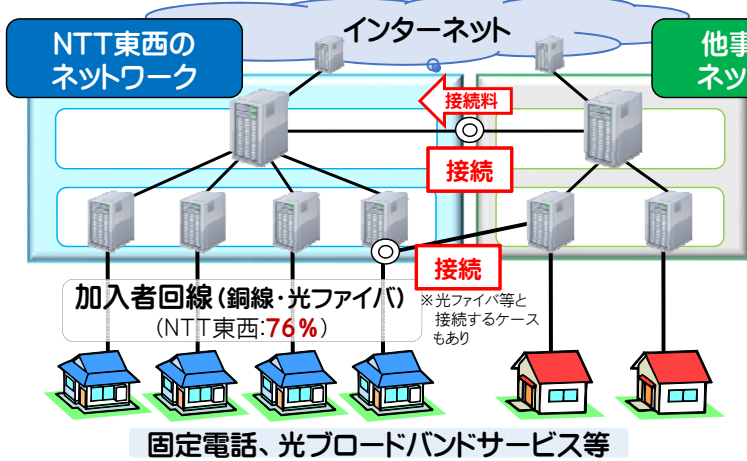 インターネット
NTT東西の
ネットワーク
他事
ネッ
接続料
接続
接続
加入者回線(銅線・光ファイバ)
(NTT東西:76%)
※光ファイバ等と
接続するケース
もあり
固定電話、光ブロードバンドサービス等